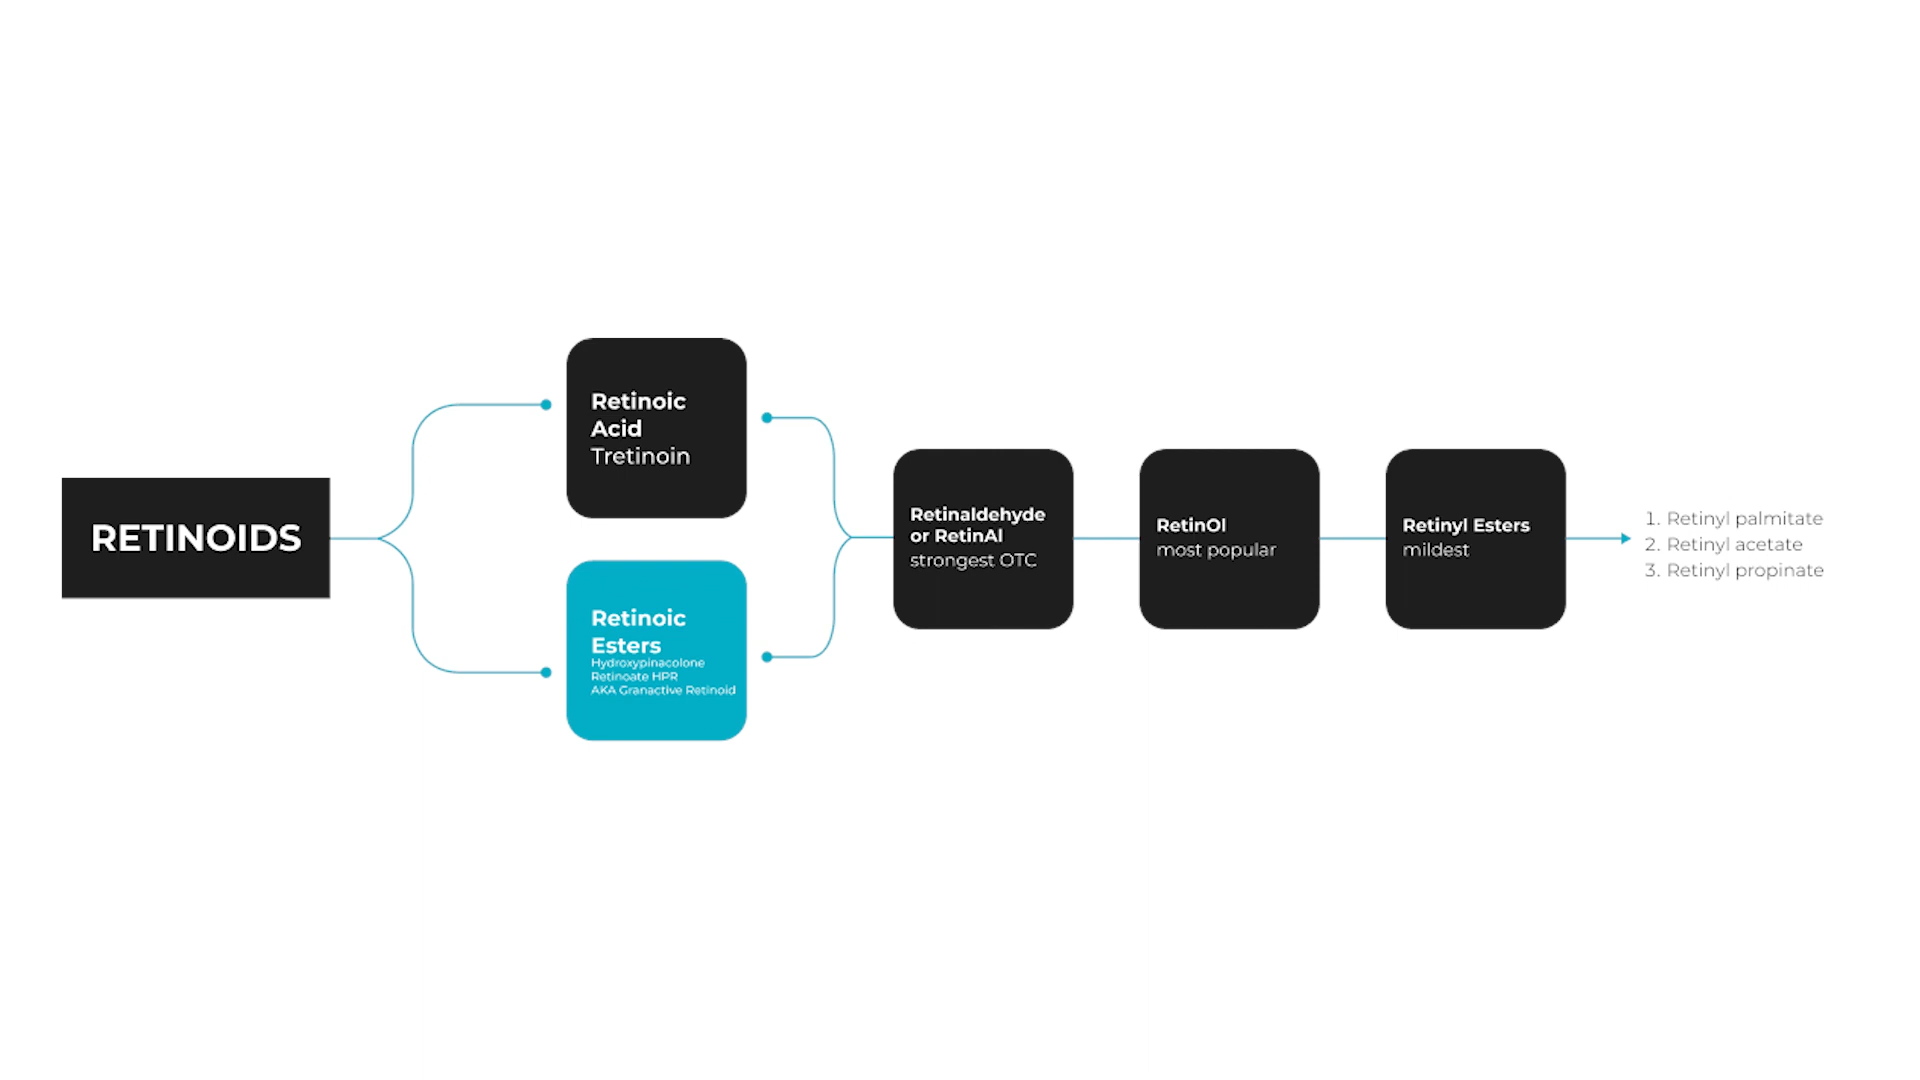 RETINOIDS
Retinoic
Acid
Tretinoin
Retinoic
Esters
Hydroxypinacolone
Retinoate HPR
AKA Granactive Retinoid
Retinaldehyde
or RetinAl
strongest OTC
RetinOl
most popular
Retinyl Esters
mildest
1. Retinyl palmitate
2. Retinyl acetate
3. Retinyl propinate